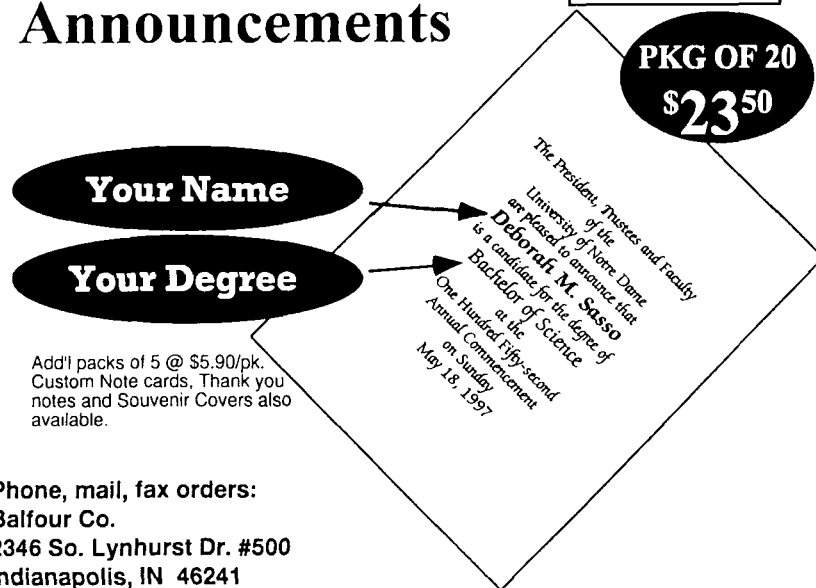 Announcements
PKG OF 20
$23⁵⁰
Your Name
Your Degree
The President, Trustees and Faculty
of the
University of Notre Dame
are pleased to announce that
Deborah M. Sasso
is a candidate for the degree of
Bachelor of Science
at the
One Hundred Fifty-second
Annual Commencement
on Sunday
May 18, 1997
Add'l packs of 5 @ $5.90/pk.
Custom Note cards, Thank you
notes and Souvenir Covers also
available.
Phone, mail, fax orders:
Balfour Co.
2346 So. Lynhurst Dr. #500
Indianapolis, IN 46241